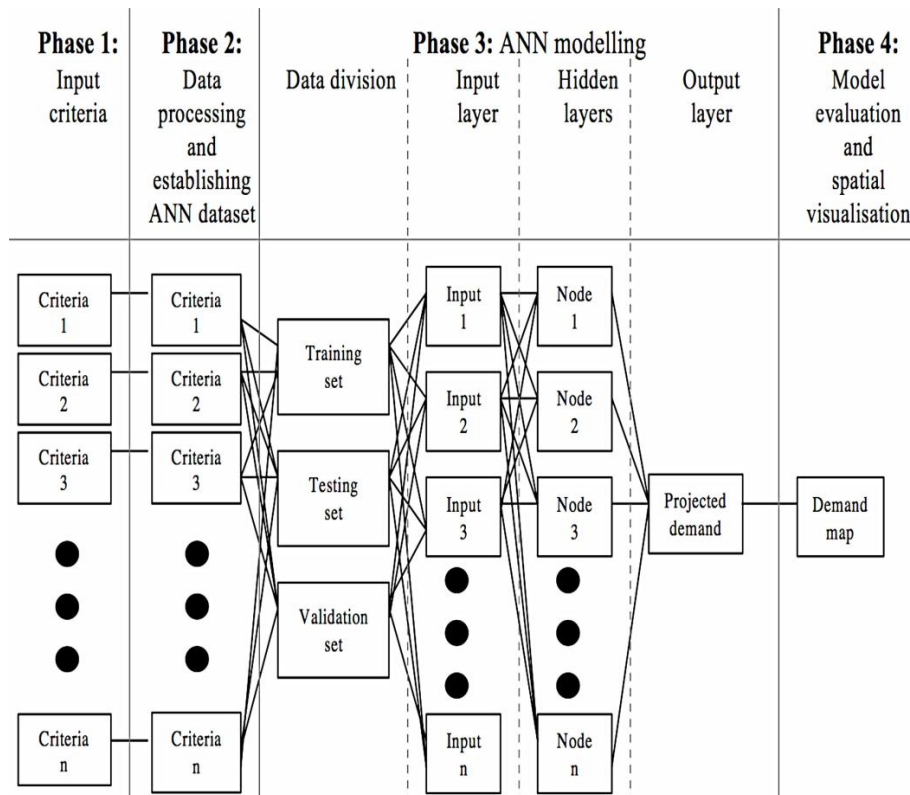 Phase 1:
Input
criteria
Phase 2:
Data
processing
and
establishing
ANN dataset
Phase 3: ANN modelling
Data division
Input
layer
Hidden
layers
Output
layer
Phase 4:
Model
evaluation
and
spatial
visualisation
Criteria
1
Criteria
2
Criteria
3
Criteria
n
Criteria
1
Criteria
2
Criteria
3
Criteria
n
Training
set
Testing
set
Validation
set
Input
1
Input
2
Input
3
Input
n
Node
1
Node
2
Node
3
Node
n
Projected
demand
Demand
map